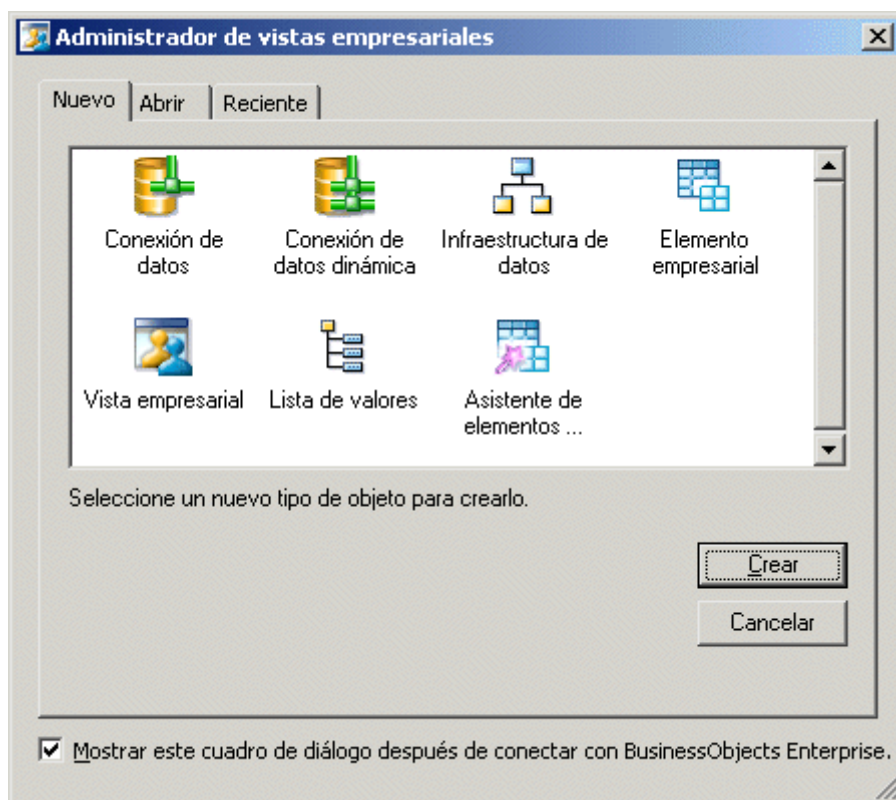 Administrador de vistas empresariales
Nuevo Abrir Reciente
Conexión de Conexión de Infraestructura de Elemento
datos datos dinámica datos empresarial
Vista empresarial Lista de valores Asistente de
elementos ...
Seleccione un nuevo tipo de objeto para crearlo.
Crear
Cancelar
Mostrar este cuadro de diálogo después de conectar con BusinessObjects Enterprise.